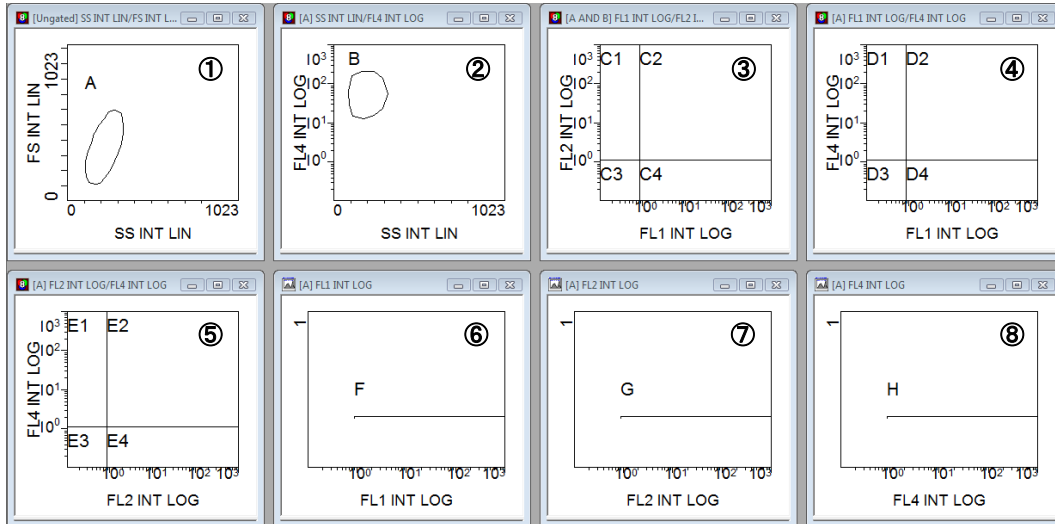 [Ungated] SS INT LIN/FS INT L...
①
A
FS INT LIN
1023
0
0
1023
SS INT LIN
[A] SS INT LIN/FL4 INT LOG
②
B
FL4 INT LOG
10³
10²
10¹
10⁰
0
1023
SS INT LIN
[A AND B] FL1 INT LOG/FL2 I...
③
C1
C2
C3
C4
FL2 INT LOG
10³
10²
10¹
10⁰
10⁰ 10¹ 10² 10³
FL1 INT LOG
[A] FL1 INT LOG/FL4 INT LOG
④
D1
D2
D3
D4
FL4 INT LOG
10³
10²
10¹
10⁰
10⁰ 10¹ 10² 10³
FL1 INT LOG
[A] FL2 INT LOG/FL4 INT LOG
⑤
E1
E2
E3
E4
FL4 INT LOG
10³
10²
10¹
10⁰
10⁰ 10¹ 10² 10³
FL2 INT LOG
[A] FL1 INT LOG
⑥
1
F
10⁰ 10¹ 10² 10³
FL1 INT LOG
[A] FL2 INT LOG
⑦
1
G
10⁰ 10¹ 10² 10³
FL2 INT LOG
[A] FL4 INT LOG
⑧
1
H
10⁰ 10¹ 10² 10³
FL4 INT LOG